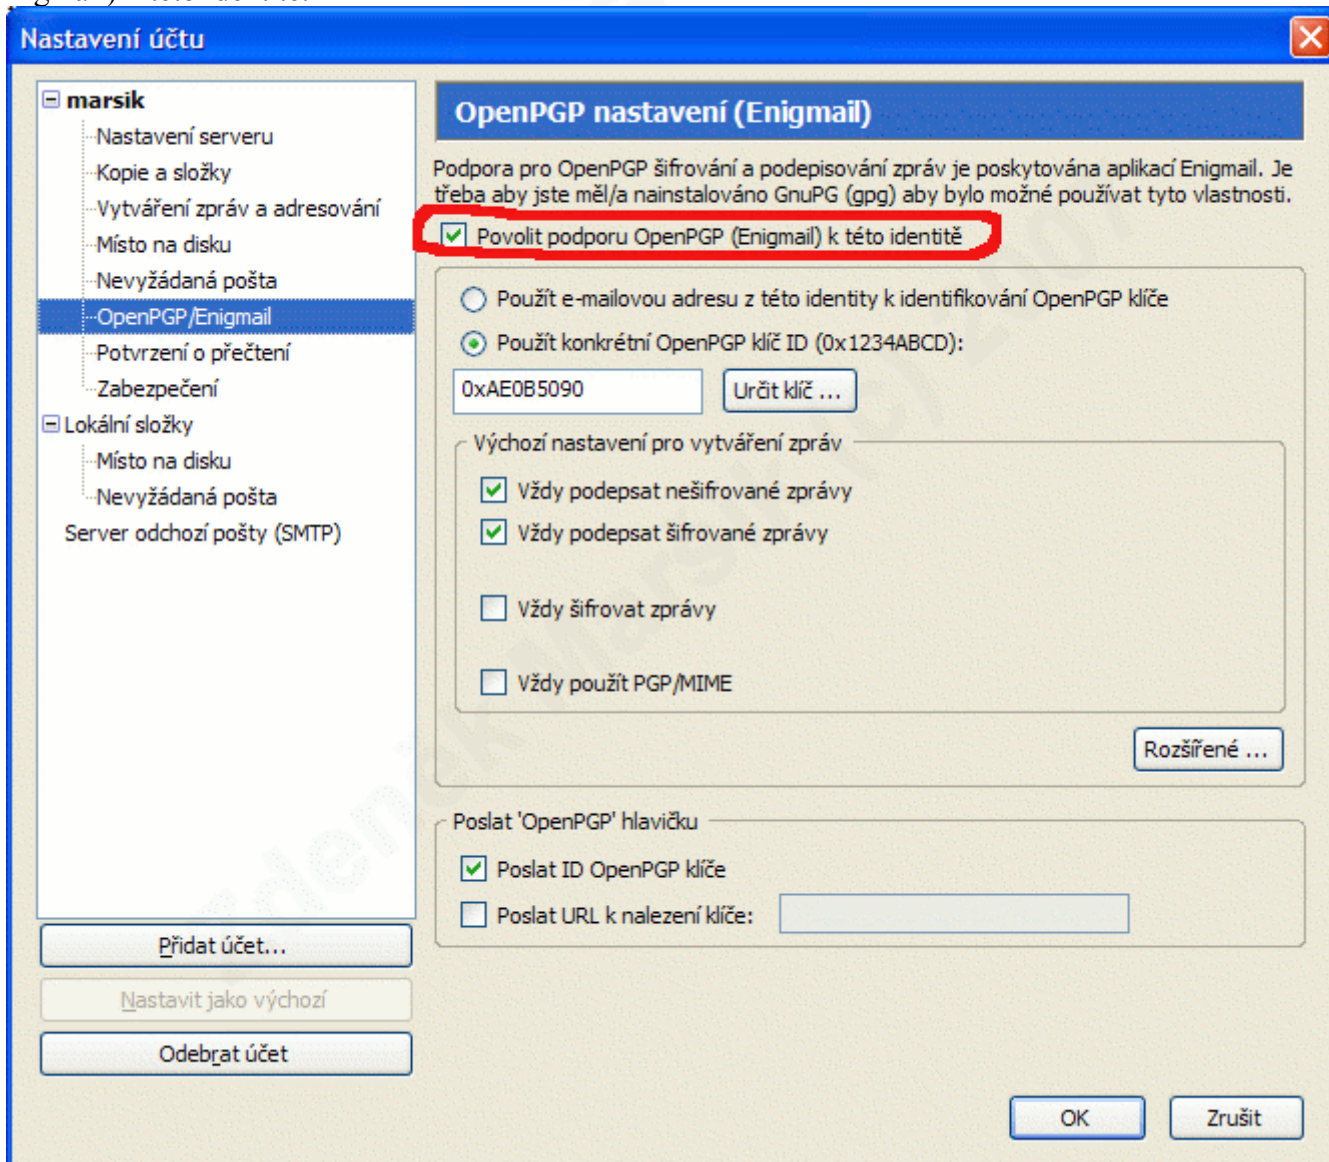 Nastavení účtu
marsik
Nastavení serveru
Kopie a složky
Vytváření zpráv a adresování
Místo na disku
Nevyžádaná pošta
OpenPGP/Enigmail
Potvrzení o přečtení
Zabezpečení
Lokální složky
Místo na disku
Nevyžádaná pošta
Server odchozí pošty (SMTP)
Přidat účet...
Nastavit jako výchozí
Odebrat účet
OpenPGP nastavení (Enigmail)
Podpora pro OpenPGP šifrování a podepisování zpráv je poskytována aplikací Enigmail. Je
třeba aby jste měl/a nainstalováno GnuPG (gpg) aby bylo možné používat tyto vlastnosti.
Povolit podporu OpenPGP (Enigmail) k této identitě
Použít e-mailovou adresu z této identity k identifikování OpenPGP klíče
Použít konkrétní OpenPGP klíč ID (0x1234ABCD):
0xAE0B5090
Určit klíč ...
Výchozí nastavení pro vytváření zpráv
Vždy podepsat nešifrované zprávy
Vždy podepsat šifrované zprávy
Vždy šifrovat zprávy
Vždy použít PGP/MIME
Rozšířené ...
Poslat 'OpenPGP' hlavičku
Poslat ID OpenPGP klíče
Poslat URL k nalezení klíče:
OK
Zrušit